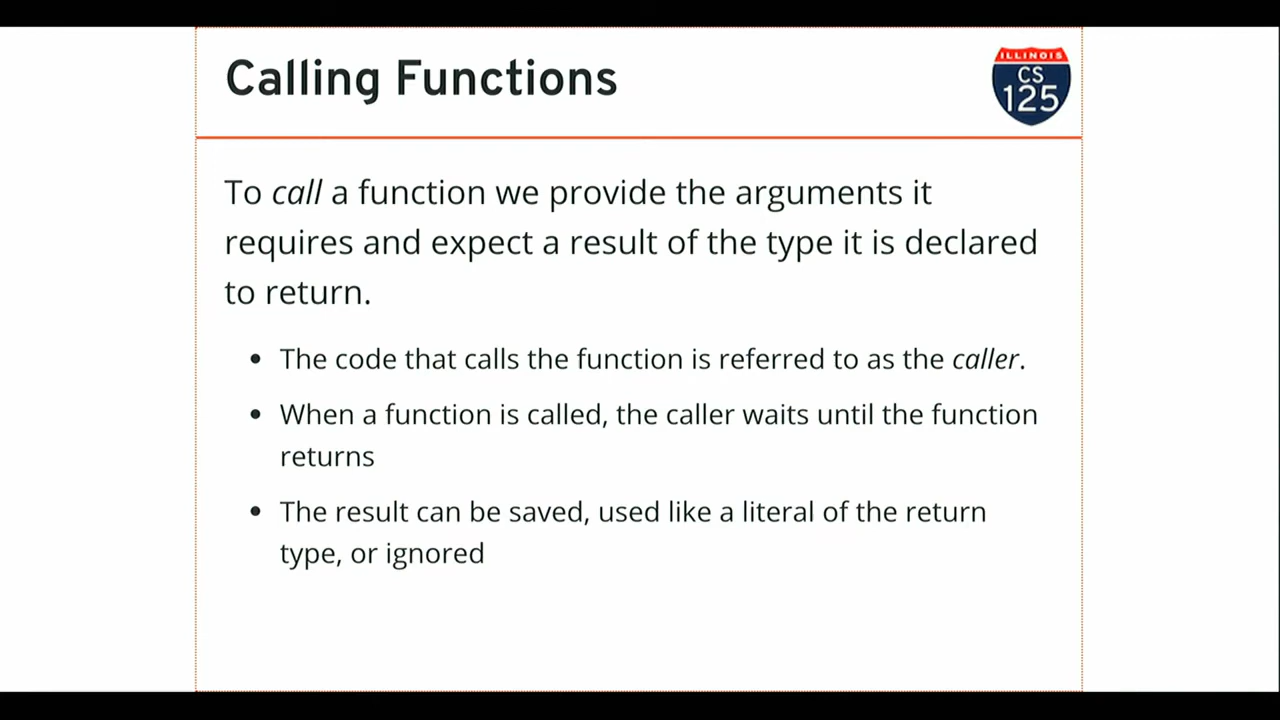 Calling Functions
ILLINOIS
CS
125
To call a function we provide the arguments it
requires and expect a result of the type it is declared
to return.
• The code that calls the function is referred to as the caller.
• When a function is called, the caller waits until the function
returns
• The result can be saved, used like a literal of the return
type, or ignored